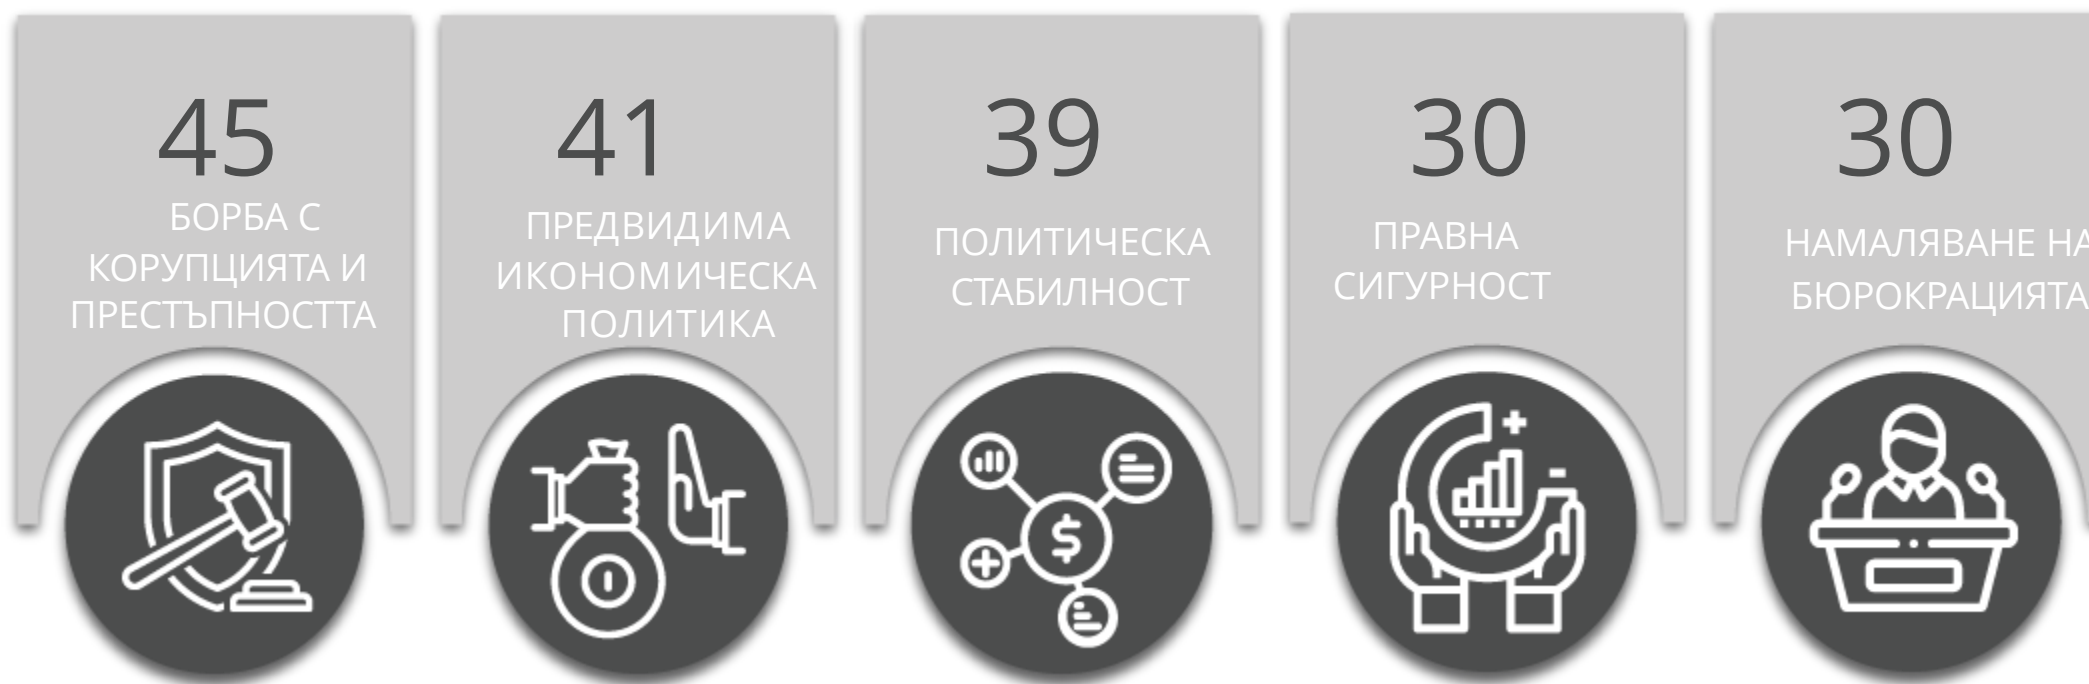 45
БОРБА С
КОРУПЦИЯТА И
ПРЕСТЪПНОСТТА
41
ПРЕДВИДИМА
ИКОНОМИЧЕСКА
ПОЛИТИКА
39
ПОЛИТИЧЕСКА
СТАБИЛНОСТ
30
ПРАВНА
СИГУРНОСТ
30
НАМАЛЯВАНЕ НА
БЮРОКРАЦИЯТА